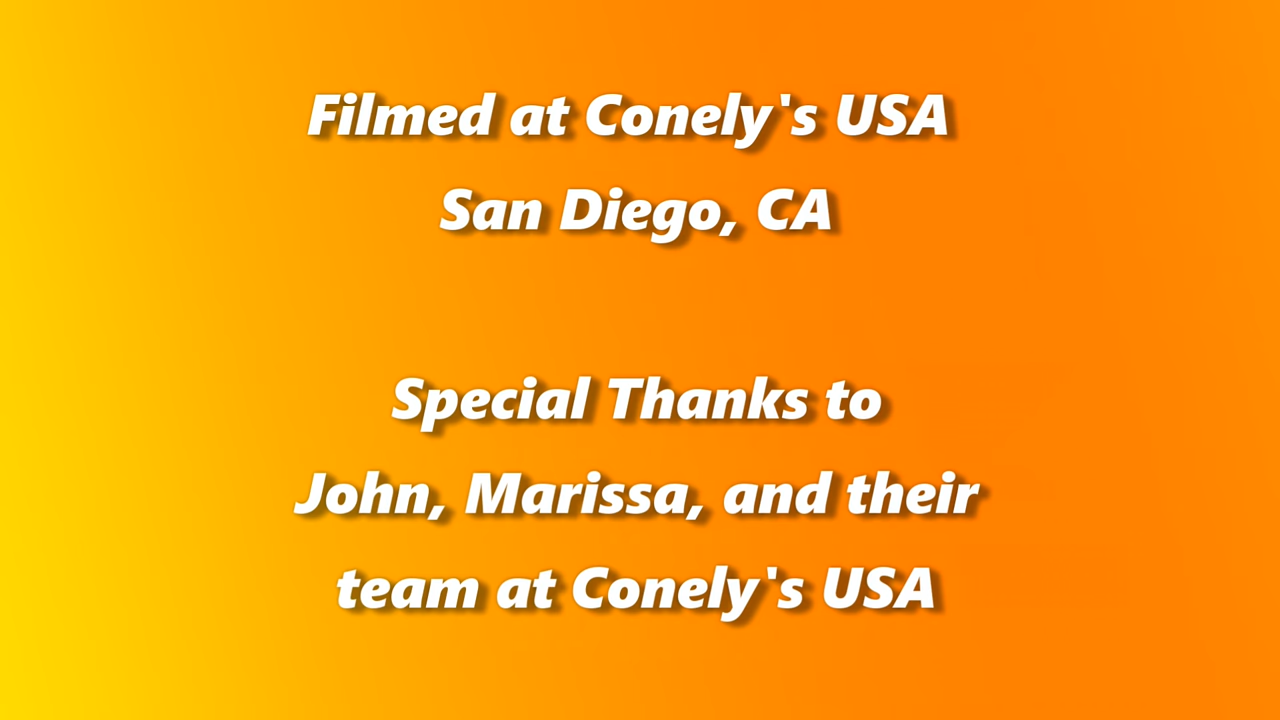 Filmed at Conely's USA
San Diego, CA
Special Thanks to
John, Marissa, and their
team at Conely's USA